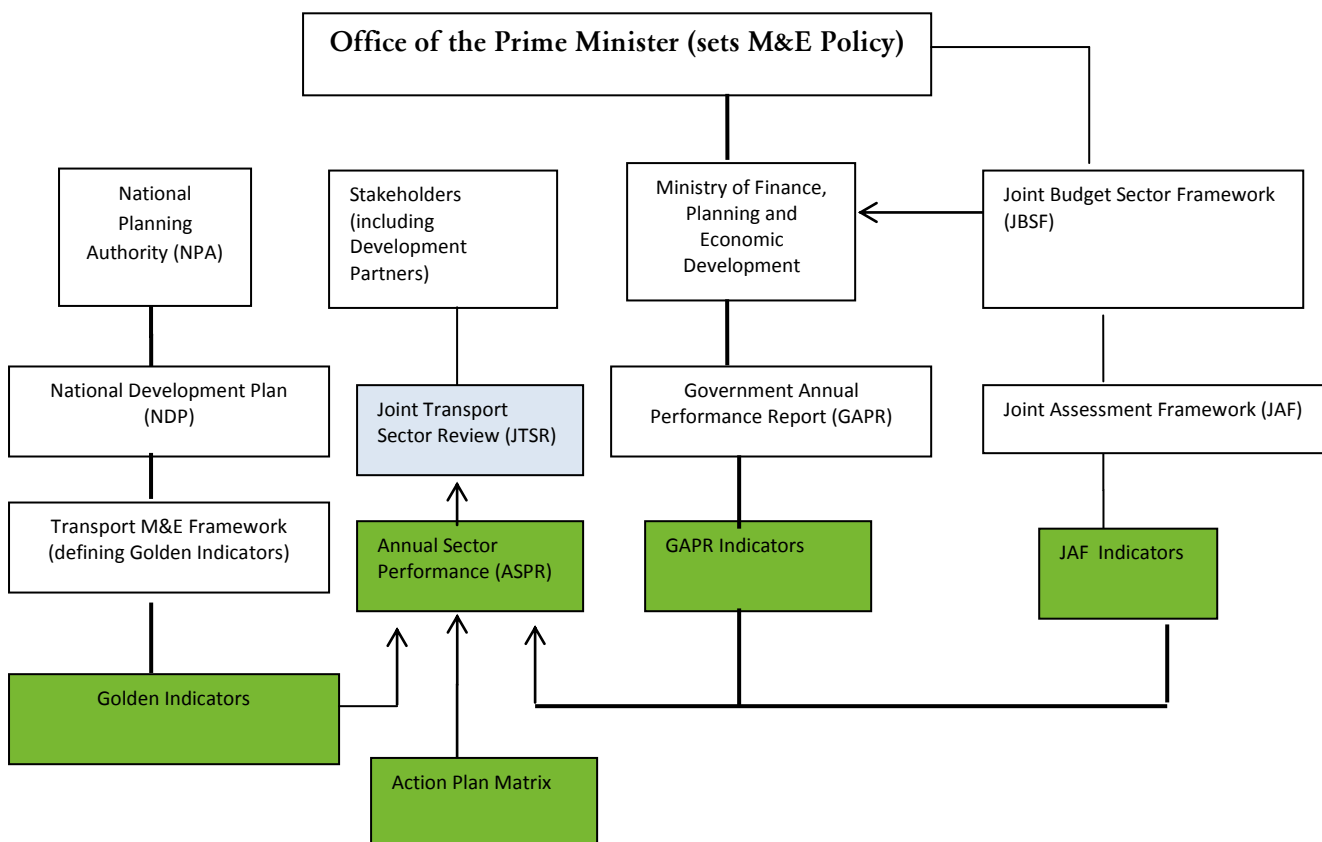 Office of the Prime Minister (sets M&E Policy)
National
Planning
Authority (NPA)
Stakeholders
(including
Development
Partners)
Ministry of Finance,
Planning and
Economic
Development
Joint Budget Sector Framework
(JBSF)
National Development Plan
(NDP)
Joint Transport
Sector Review (JTSR)
Government Annual
Performance Report (GAPR)
Joint Assessment Framework (JAF)
Transport M&E Framework
(defining Golden Indicators)
Annual Sector
Performance (ASPR)
GAPR Indicators
JAF Indicators
Golden Indicators
Action Plan Matrix